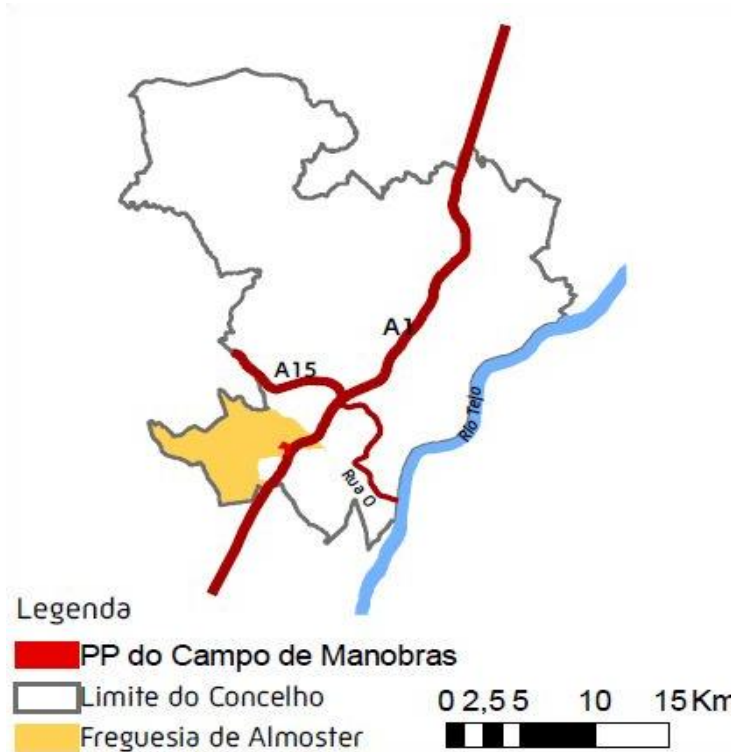 A1
A15
Rio Tejo
Rua O
Legenda
PP do Campo de Manobras
Limite do Concelho
Freguesia de Almoster
0 2,5 5 10 15 Km